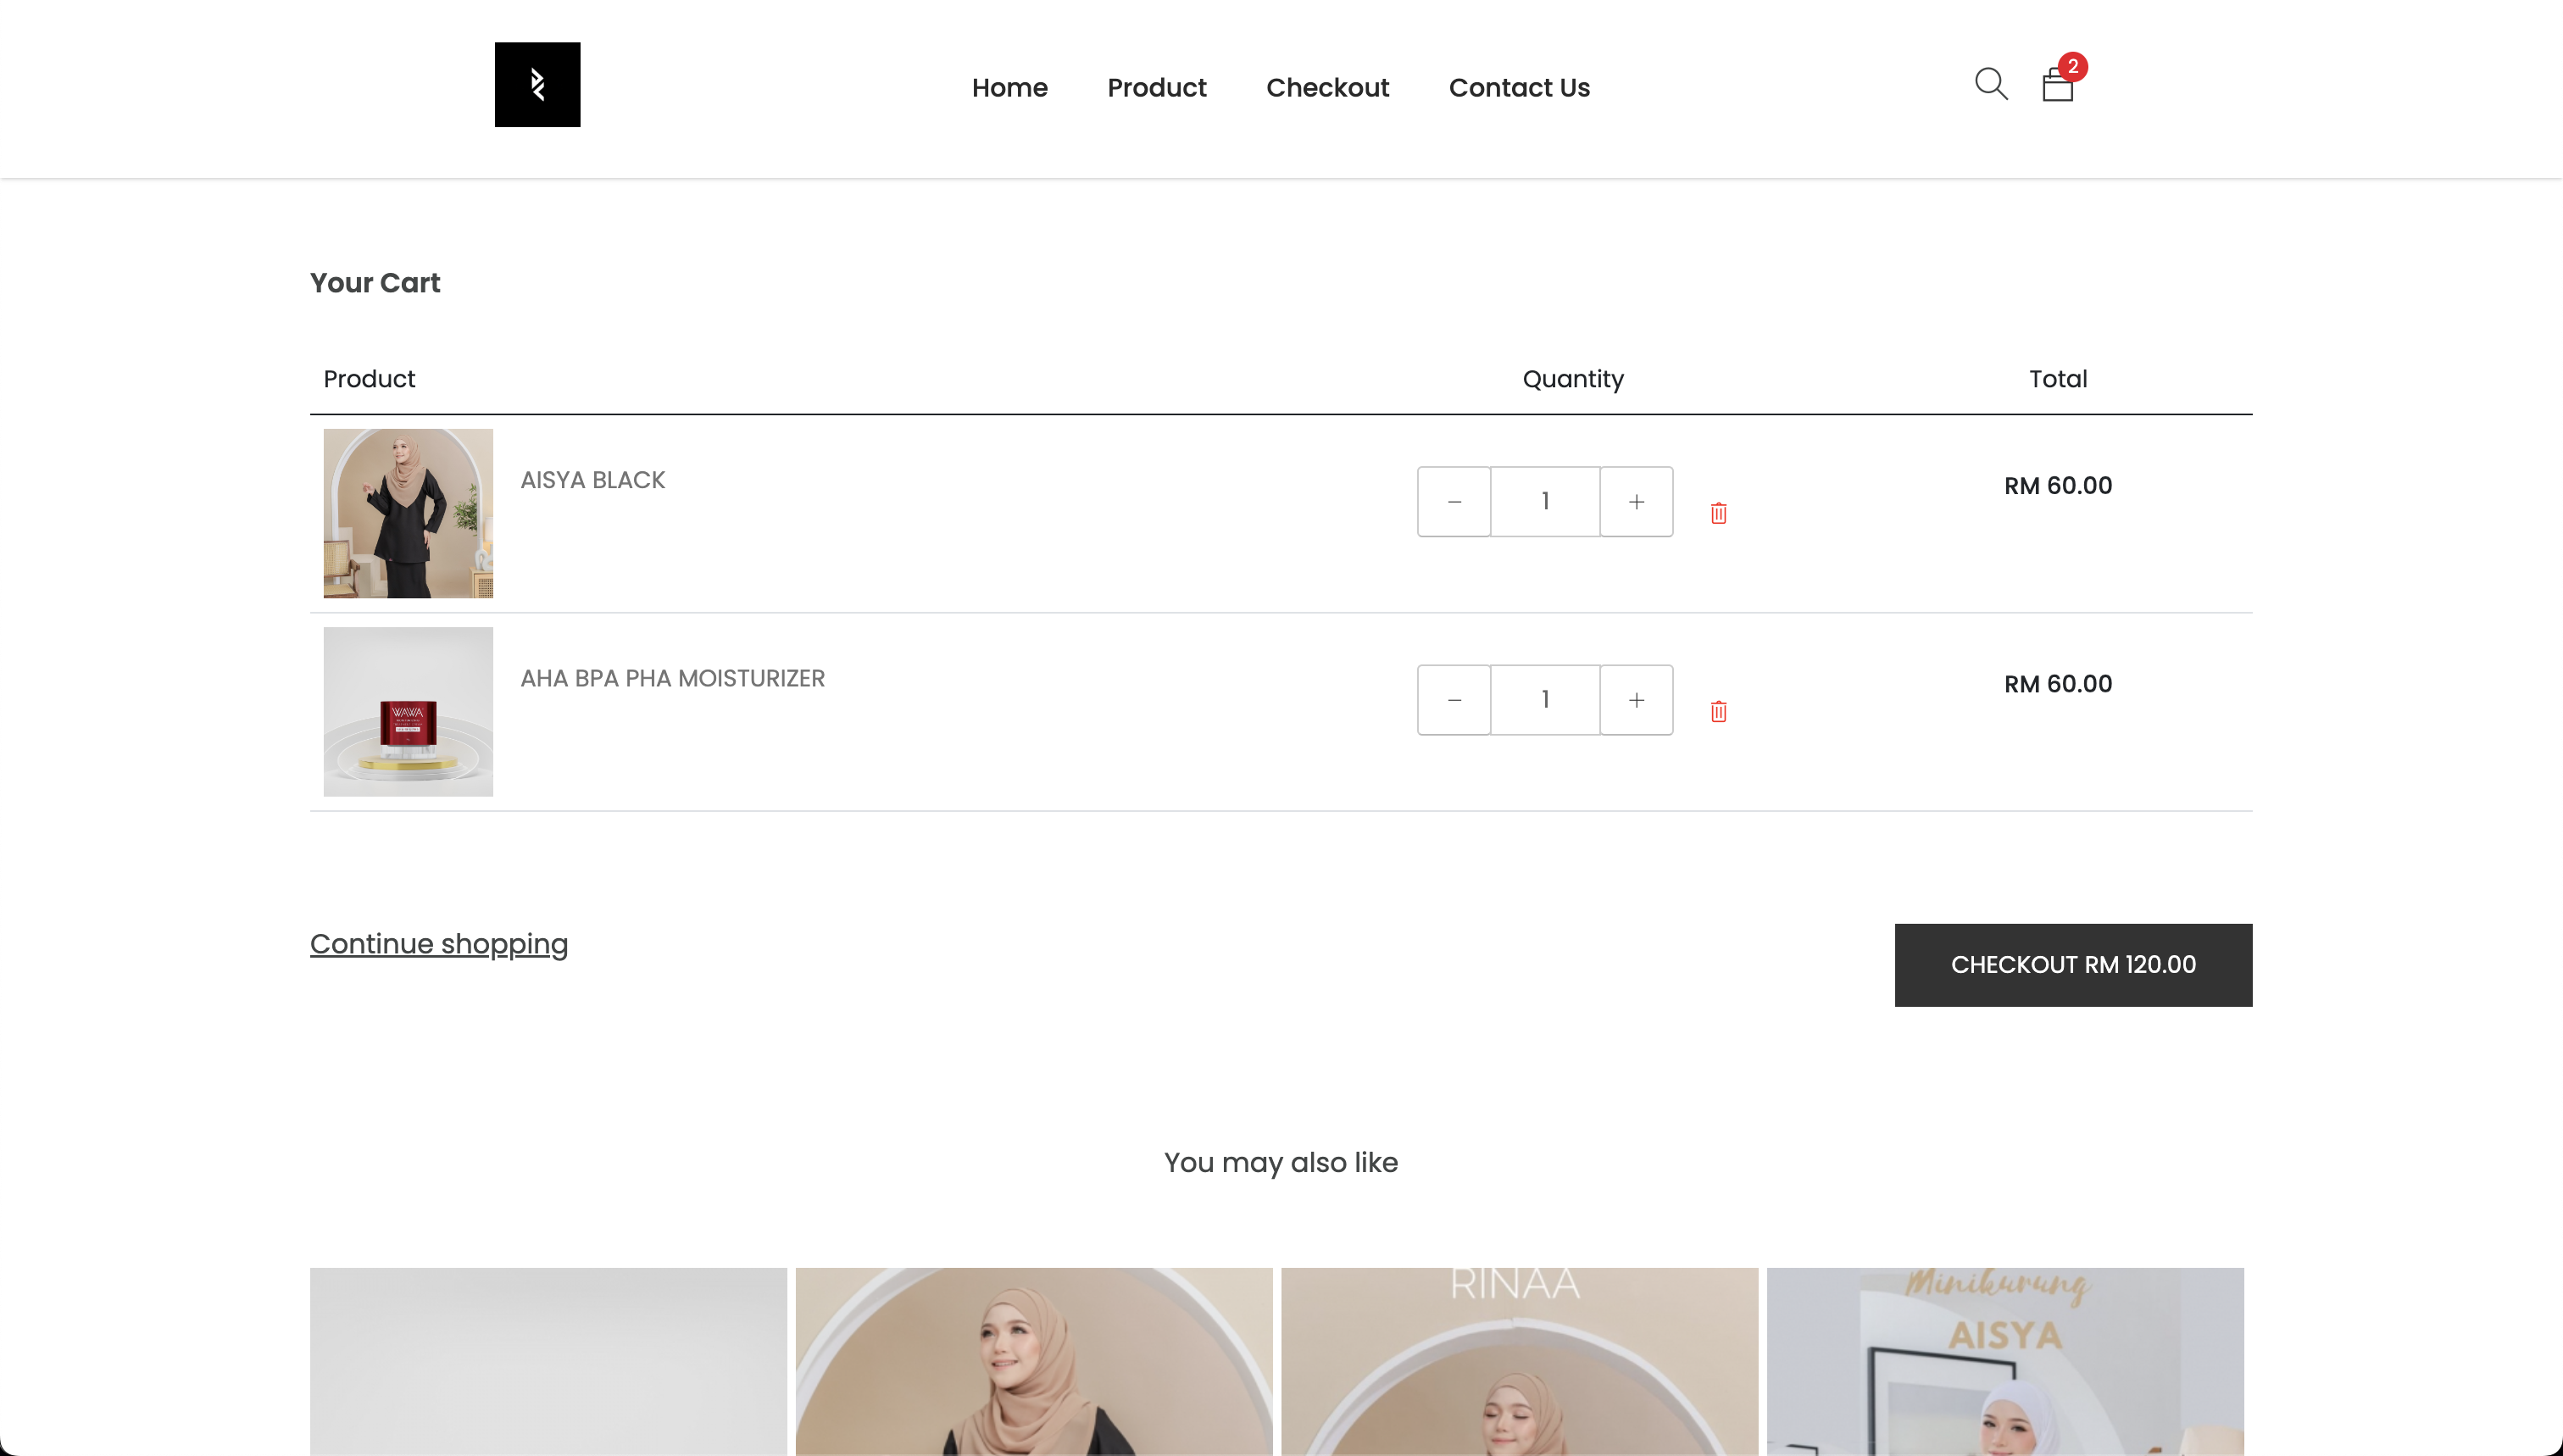 2
Home Product Checkout Contact Us
Your Cart
Product Quantity Total
AISYA BLACK
1
RM 60.00
WAWA
AHA BPA PHA MOISTURIZER
1
RM 60.00
Continue shopping
CHECKOUT RM 120.00
You may also like
RINAA
Minikurung
AISYA